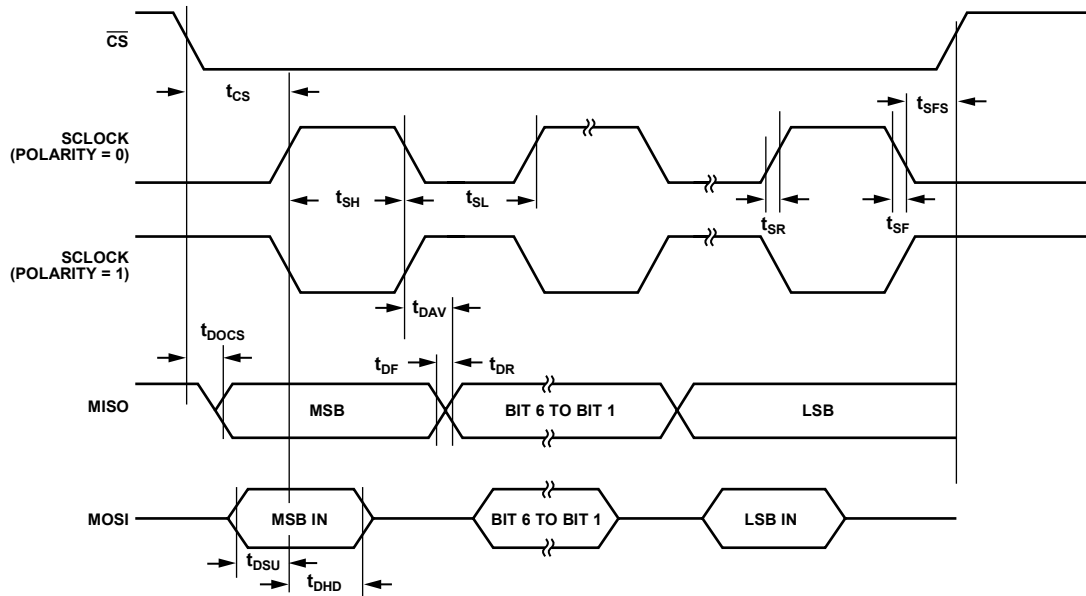 CS
tCS
tSFS
SCLOCK
(POLARITY = 0)
tSH
tSL
tSR
tSF
SCLOCK
(POLARITY = 1)
tDAV
tDOCS
tDF
tDR
MISO
MSB
BIT 6 TO BIT 1
LSB
MOSI
MSB IN
BIT 6 TO BIT 1
LSB IN
tDSU
tDHD